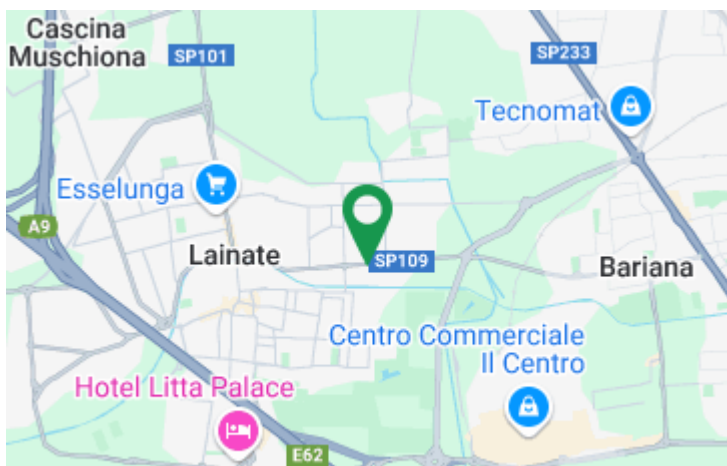 Cascina
Muschiona
SP101
SP233
Tecnomat
Esselunga
A9
Lainate
SP109
Bariana
Centro Commerciale
Il Centro
Hotel Litta Palace
E62